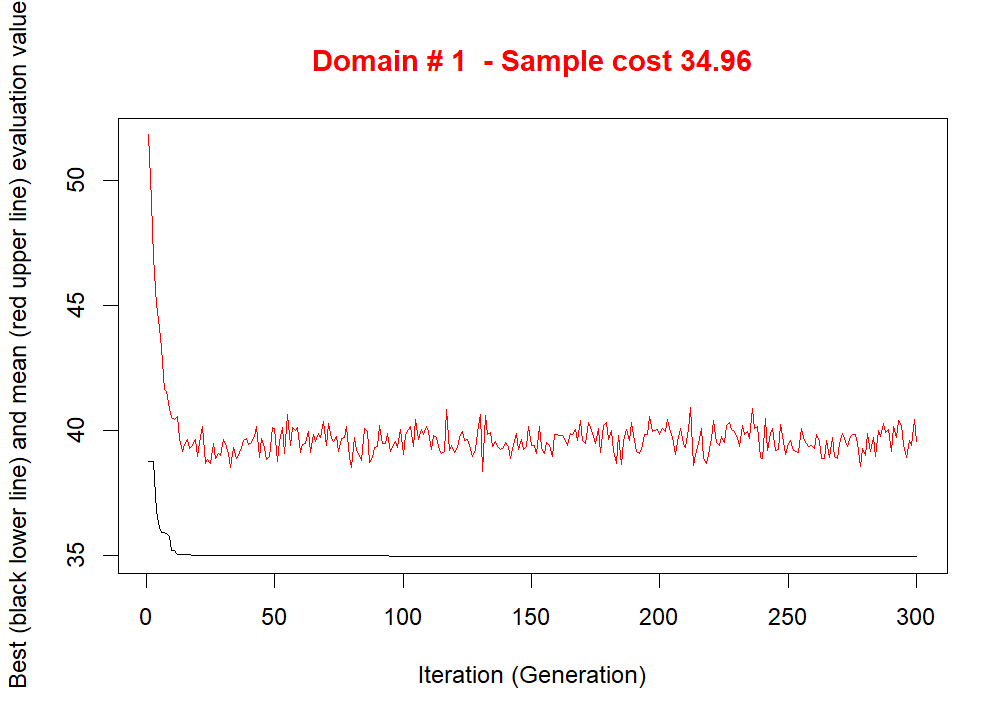 Domain # 1  - Sample cost 34.96
Best (black lower line) and mean (red upper line) evaluation value
50
45
40
35
0 50 100 150 200 250 300
Iteration (Generation)